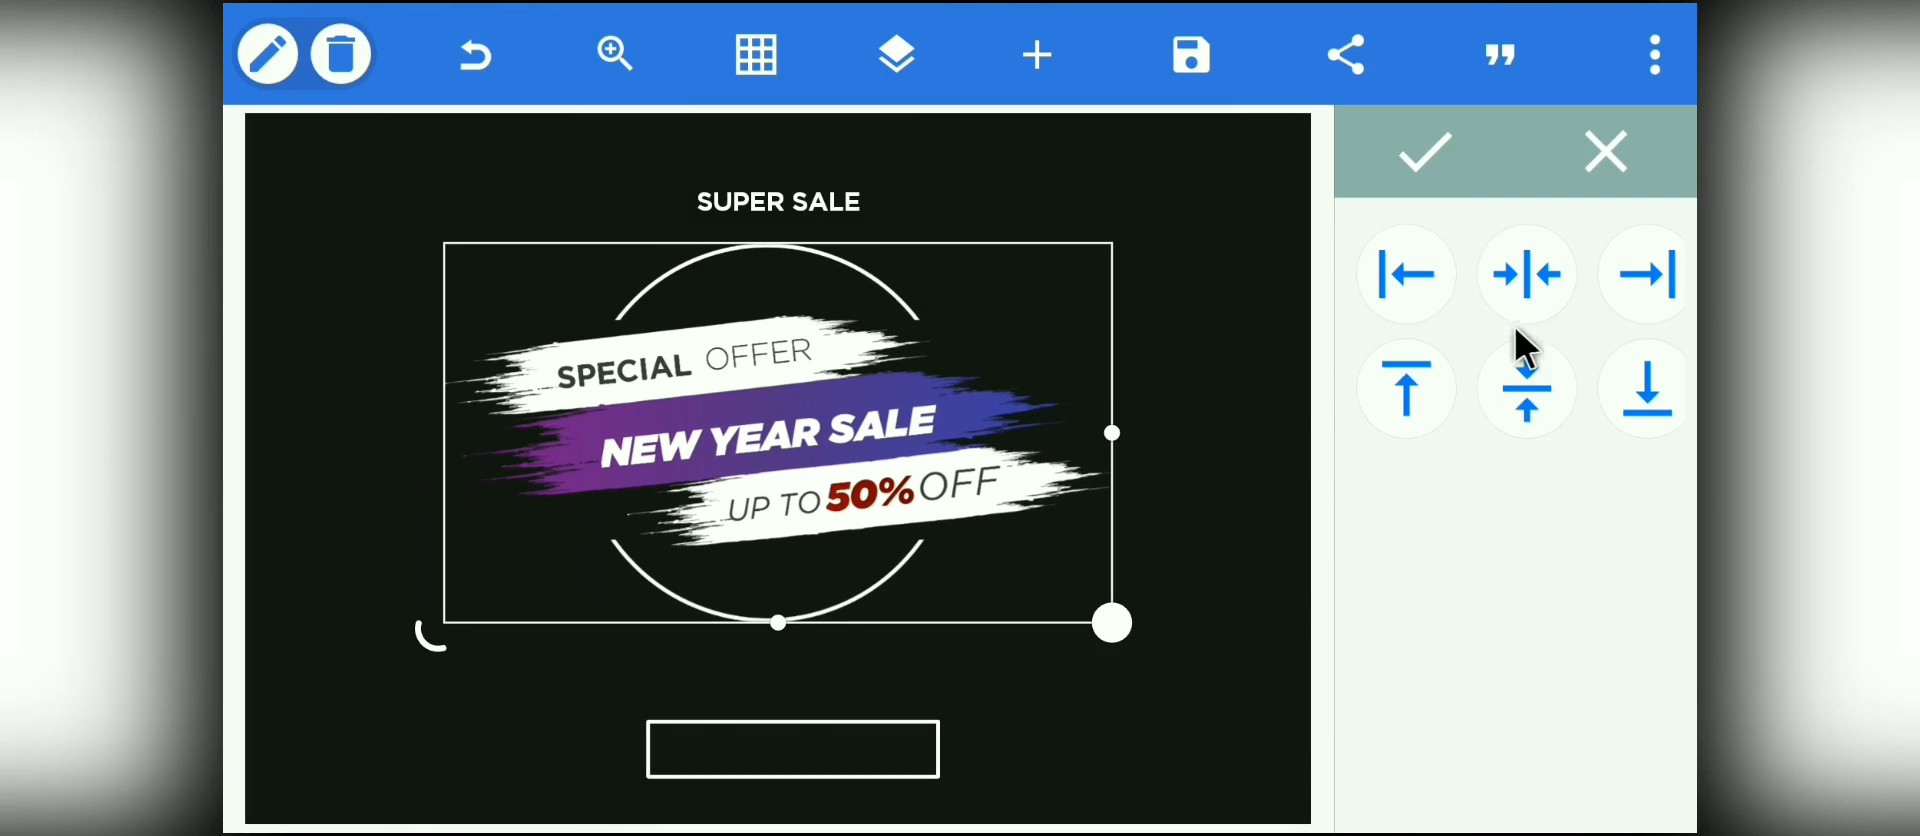 SUPER SALE
SPECIAL OFFER
NEW YEAR SALE
UP TO 50% OFF